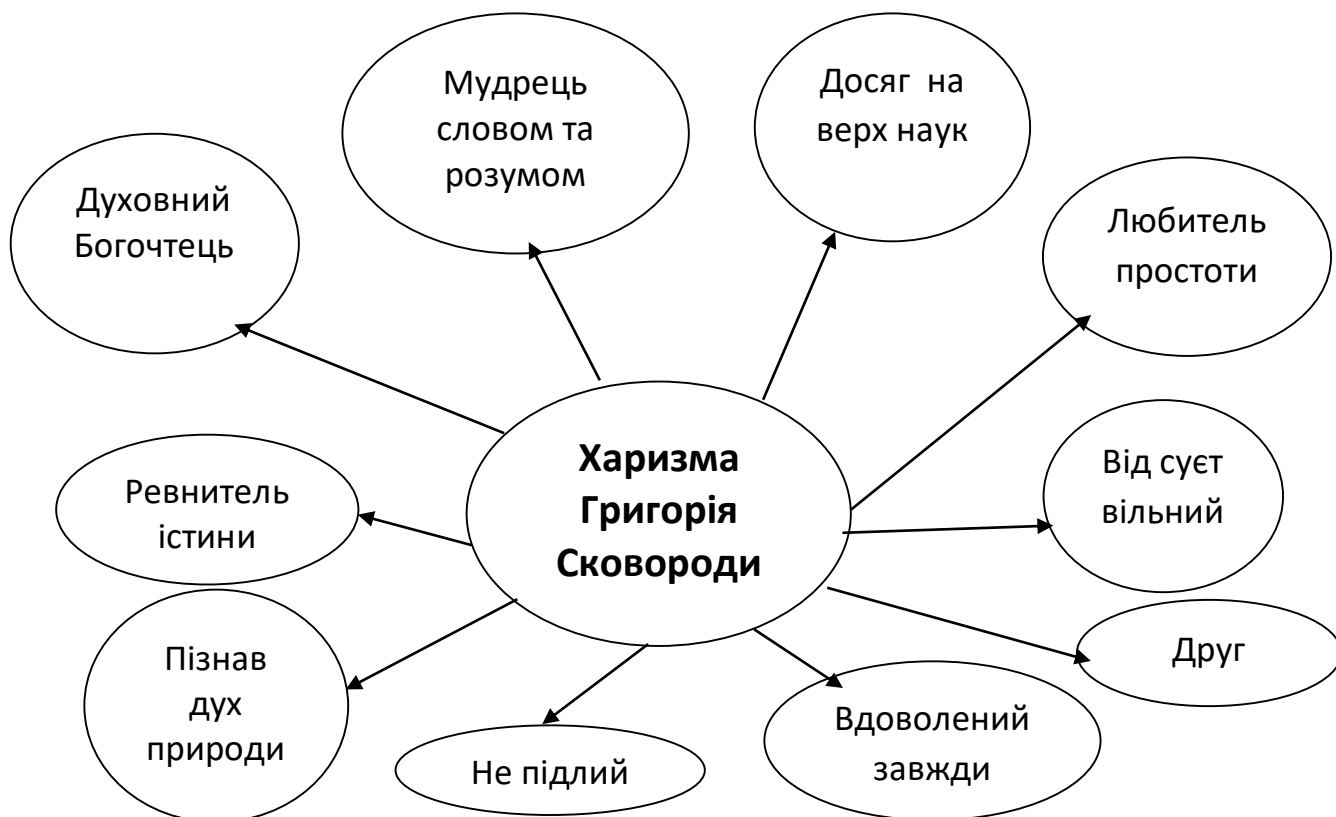 Мудрець
словом та
розумом
Досяг на
верх наук
Духовний
Богочтець
Любитель
простоти
Харизма
Григорія
Сковороди
Ревнитель
істини
Від суєт
вільний
Пізнав
дух
природи
Не підлий
Вдоволений
завжди
Друг